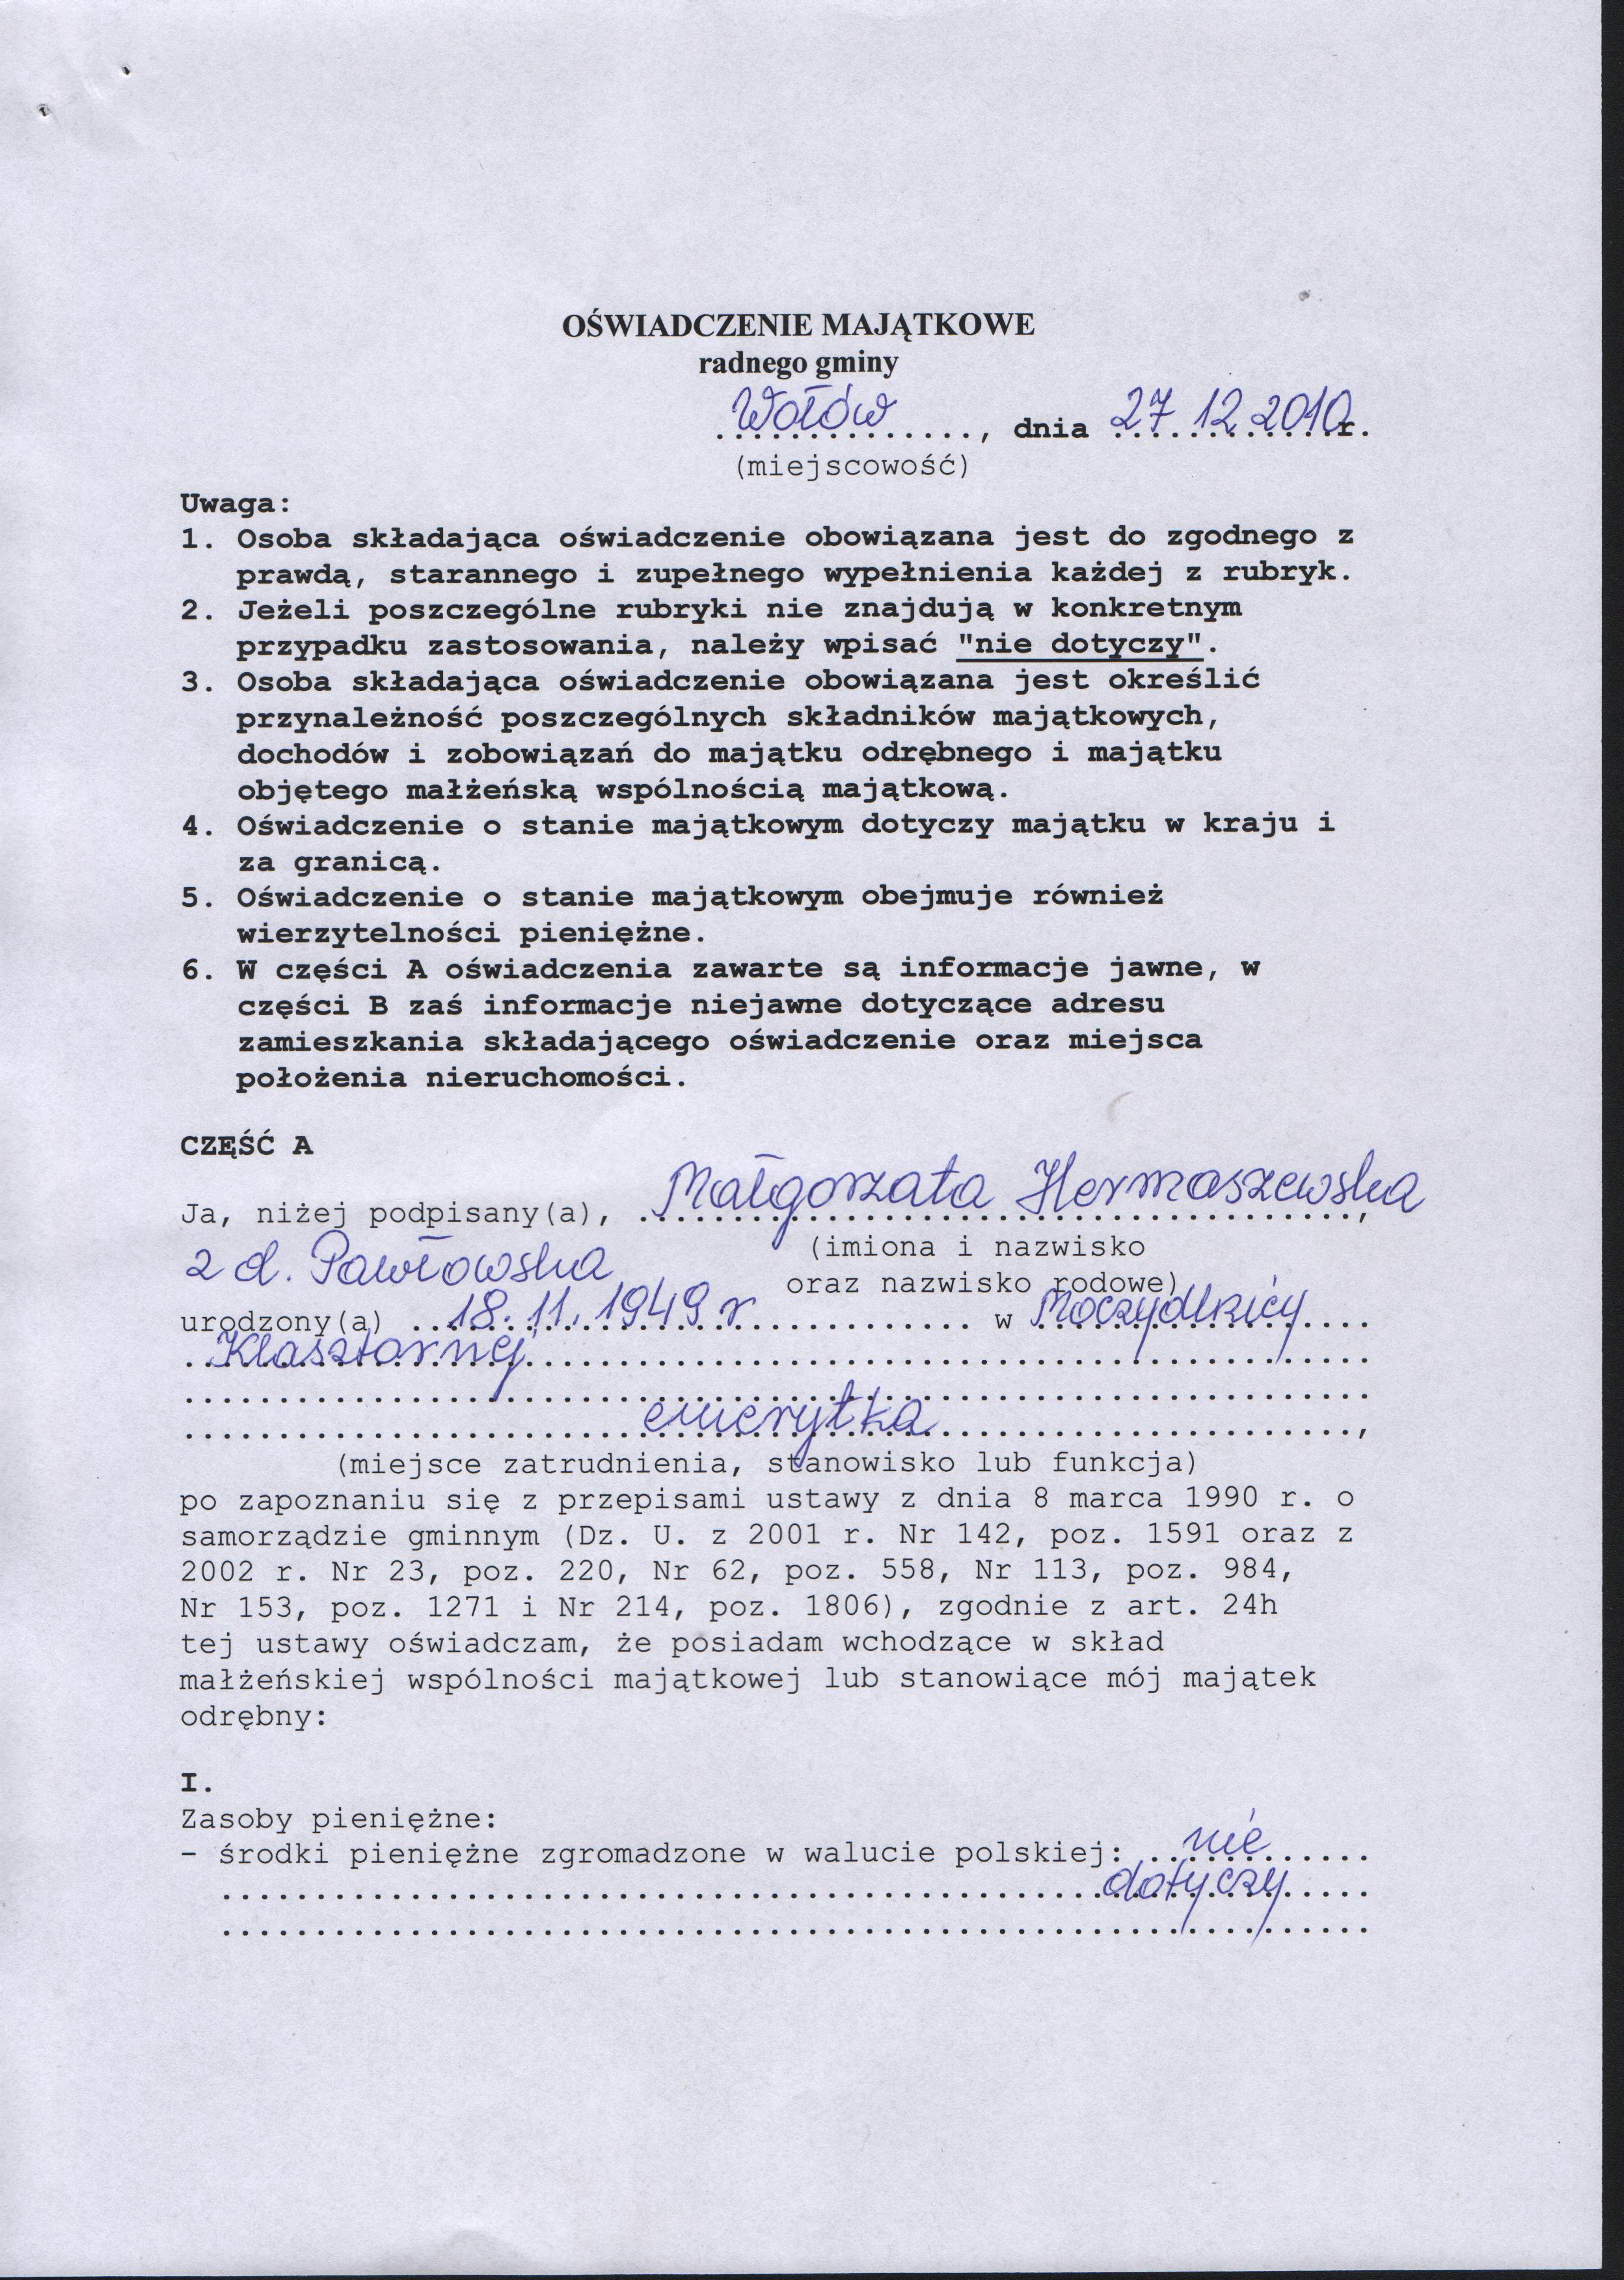 OŚWIADCZENIE MAJĄTKOWE
radnego gminy
Wołów, dnia 27.12.2010r.
(miejscowość)
Uwaga:
1. Osoba składająca oświadczenie obowiązana jest do zgodnego z
prawdą, starannego i zupełnego wypełnienia każdej z rubryk.
2. Jeżeli poszczególne rubryki nie znajdują w konkretnym
przypadku zastosowania, należy wpisać "nie dotyczy".
3. Osoba składająca oświadczenie obowiązana jest określić
przynależność poszczególnych składników majątkowych,
dochodów i zobowiązań do majątku odrębnego i majątku
objętego małżeńską wspólnością majątkową.
4. Oświadczenie o stanie majątkowym dotyczy majątku w kraju i
za granicą.
5. Oświadczenie o stanie majątkowym obejmuje również
wierzytelności pieniężne.
6. W części A oświadczenia zawarte są informacje jawne, w
części B zaś informacje niejawne dotyczące adresu
zamieszkania składającego oświadczenie oraz miejsca
położenia nieruchomości.
CZĘŚĆ A
Ja, niżej podpisany(a), Małgorzata Hermaszewska,
(imiona i nazwisko
z d. Pawłowska
oraz nazwisko rodowe)
urodzony(a) 18.11.1949 r w Moczydlnicy
Klasztornej
emerytka,
(miejsce zatrudnienia, stanowisko lub funkcja)
po zapoznaniu się z przepisami ustawy z dnia 8 marca 1990 r. o
samorządzie gminnym (Dz. U. z 2001 r. Nr 142, poz. 1591 oraz z
2002 r. Nr 23, poz. 220, Nr 62, poz. 558, Nr 113, poz. 984,
Nr 153, poz. 1271 i Nr 214, poz. 1806), zgodnie z art. 24h
tej ustawy oświadczam, że posiadam wchodzące w skład
małżeńskiej wspólności majątkowej lub stanowiące mój majątek
odrębny:
I.
Zasoby pieniężne:
- środki pieniężne zgromadzone w walucie polskiej: nie
dotyczy